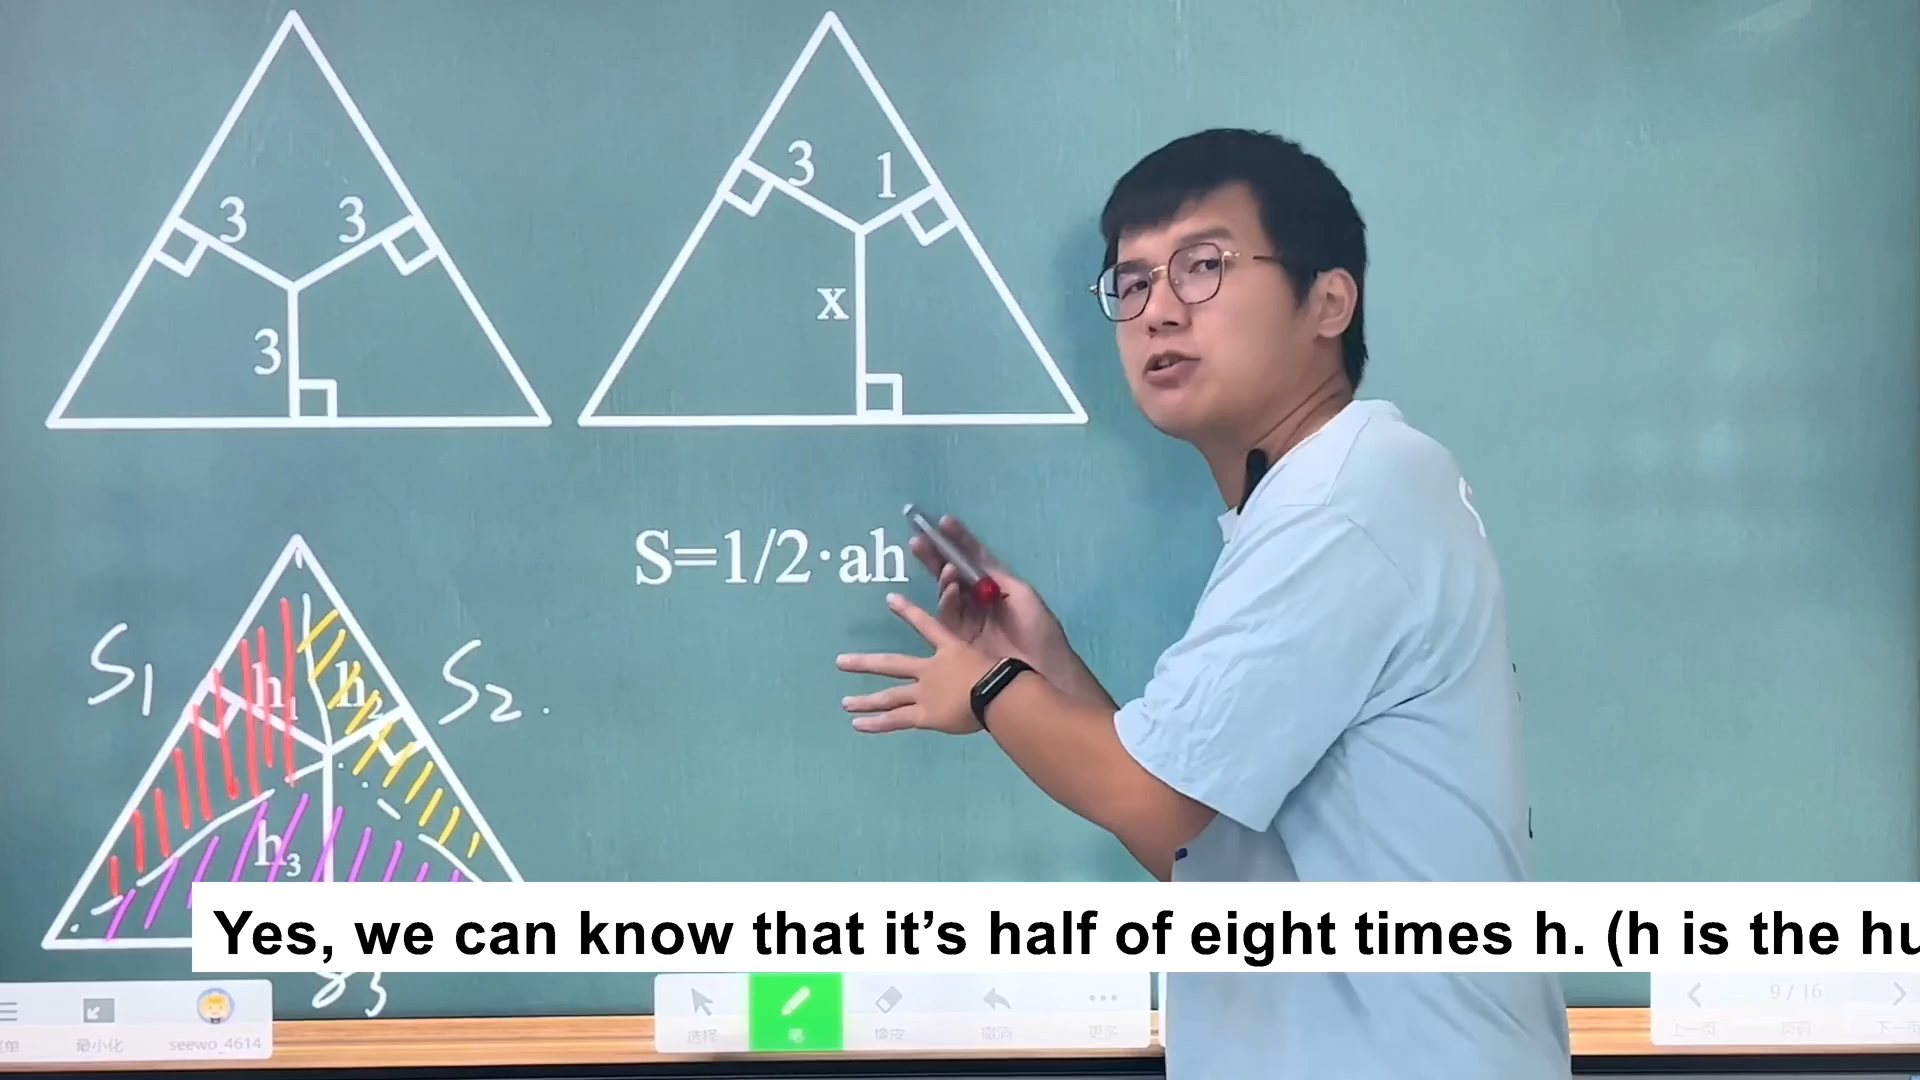 3 3
3
3 1
x
S=1/2·ah
S1 h1 h2 S2.
h3
Yes, we can know that it’s half of eight times h. (h is the
S3
最小化
seewo_4614
选择
笔
橡皮
撤消
更多
9 / 16
上一页
页码
下一页